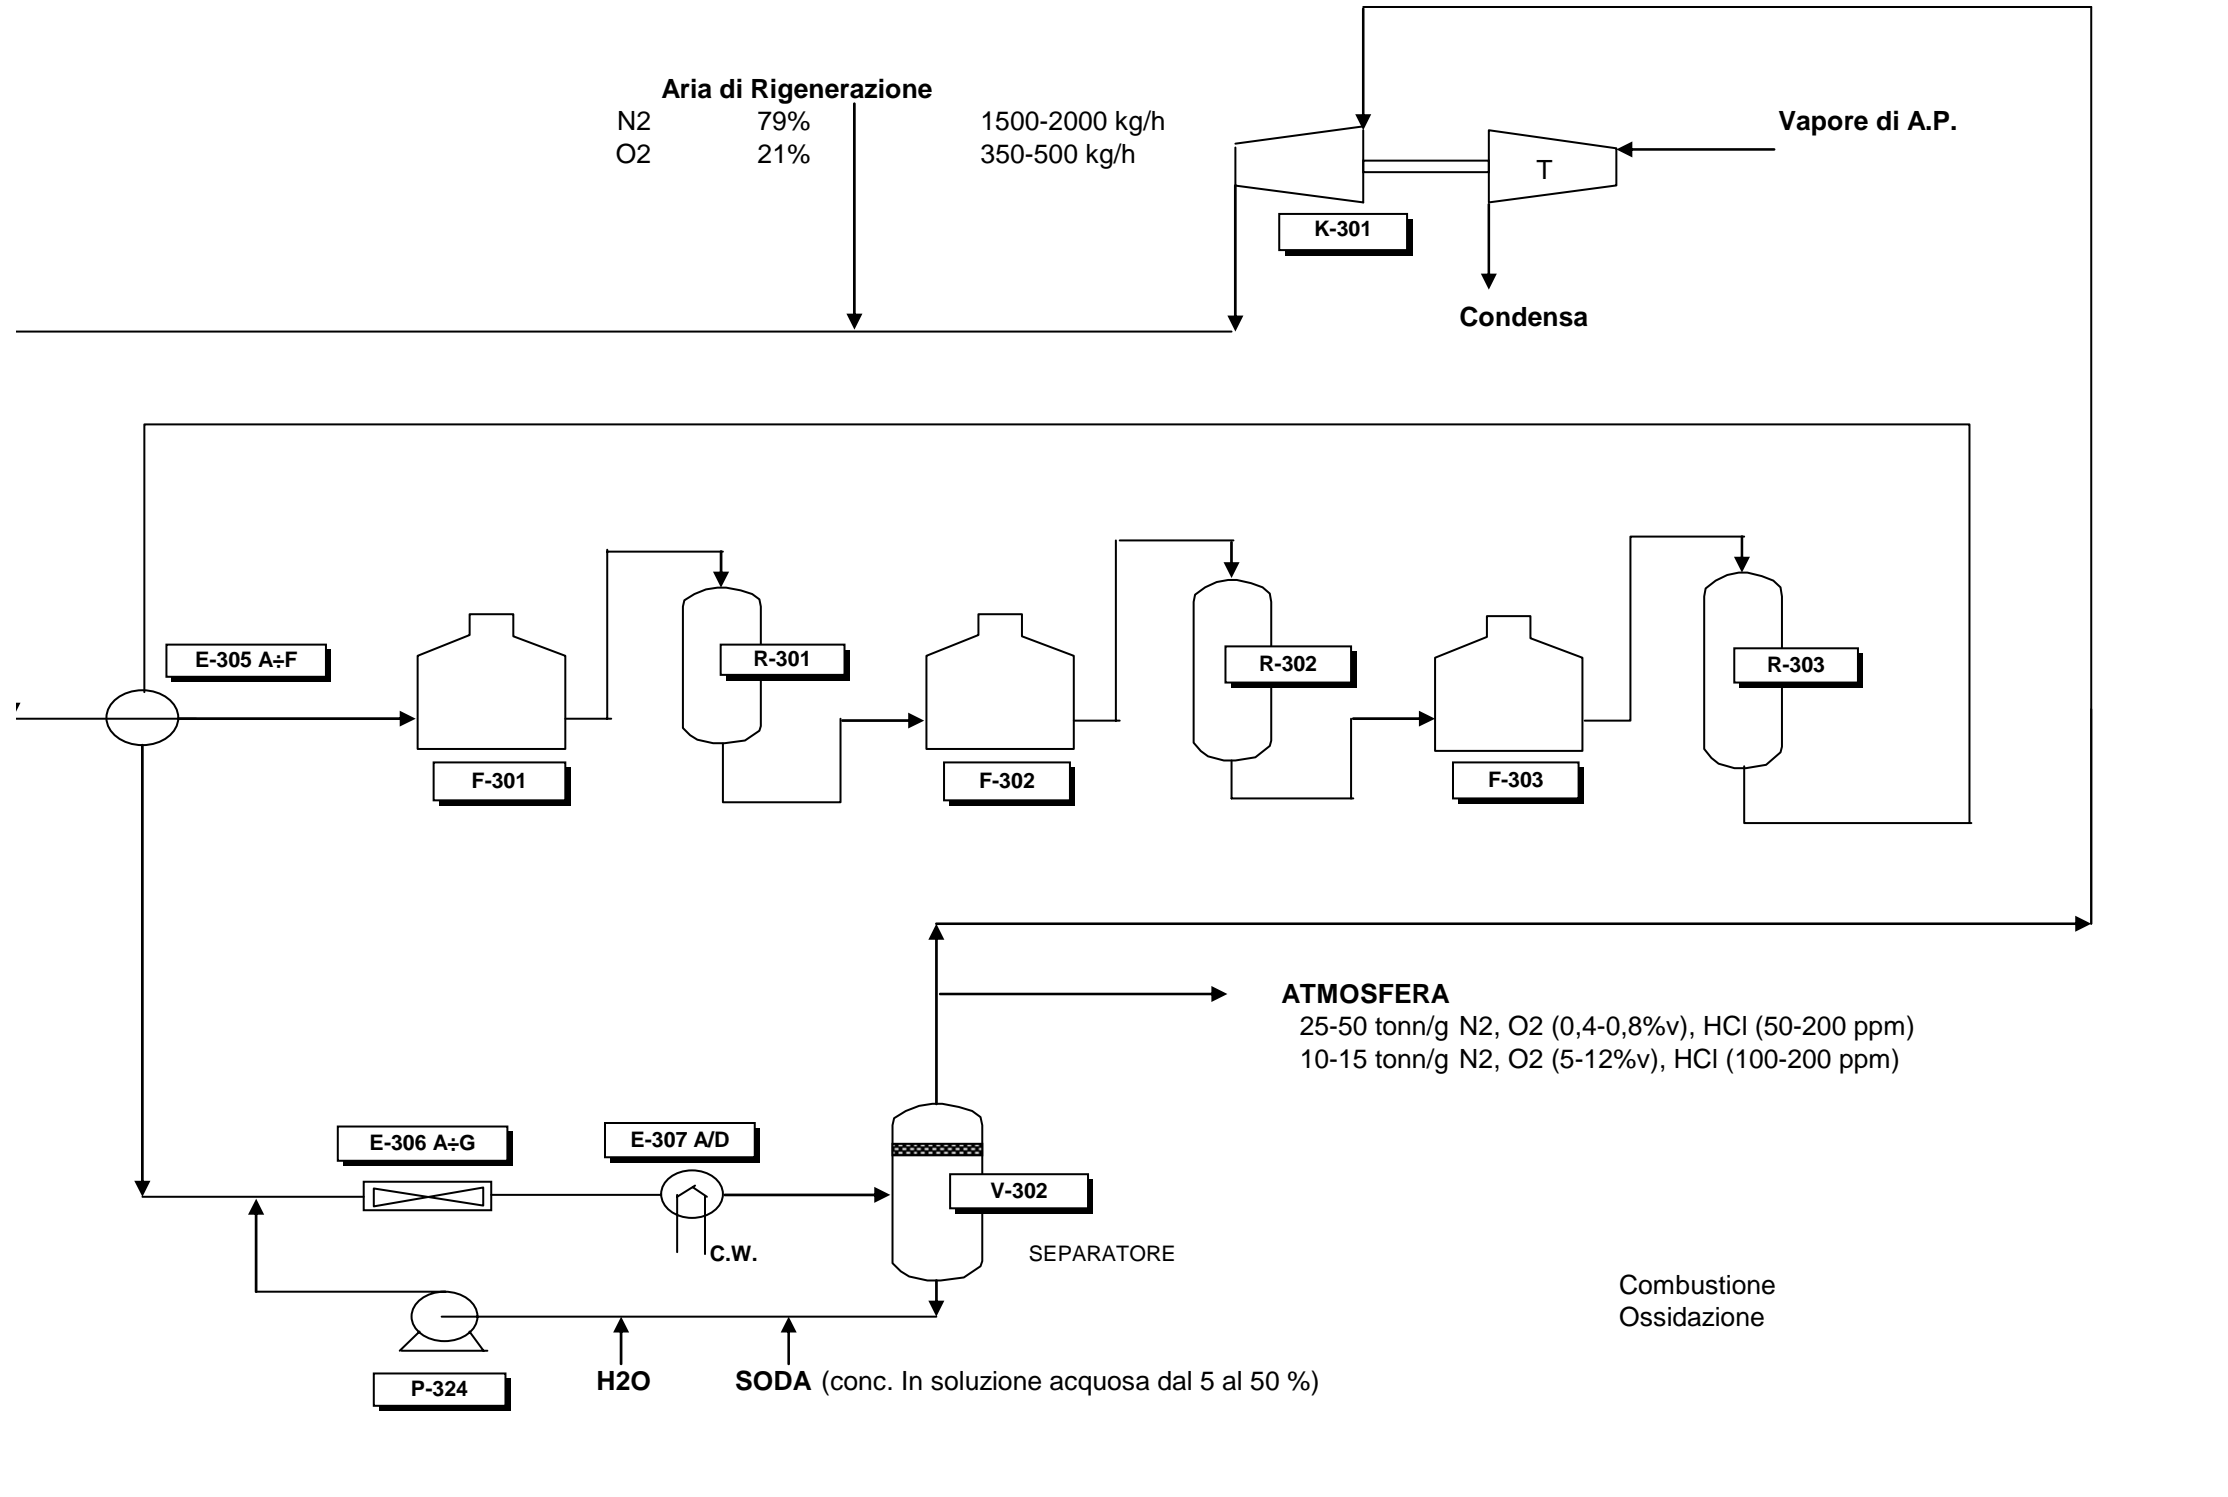 Aria di Rigenerazione
N2 79% 1500-2000 kg/h
O2 21% 350-500 kg/h
Vapore di A.P.
T
K-301
Condensa
E-305 A÷F
R-301
R-302
R-303
F-301
F-302
F-303
ATMOSFERA
25-50 tonn/g N2, O2 (0,4-0,8%v), HCl (50-200 ppm)
10-15 tonn/g N2, O2 (5-12%v), HCl (100-200 ppm)
E-306 A÷G
E-307 A/D
V-302
C.W.
SEPARATORE
Combustione
Ossidazione
P-324
H2O
SODA (conc. In soluzione acquosa dal 5 al 50 %)